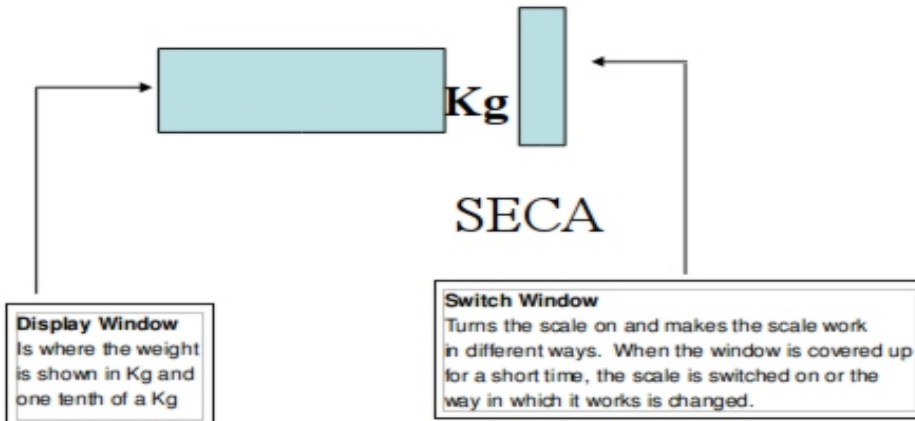 Kg
SECA
Display Window
Is where the weight
is shown in Kg and
one tenth of a Kg
Switch Window
Turns the scale on and makes the scale work
in different ways. When the window is covered up
for a short time, the scale is switched on or the
way in which it works is changed.